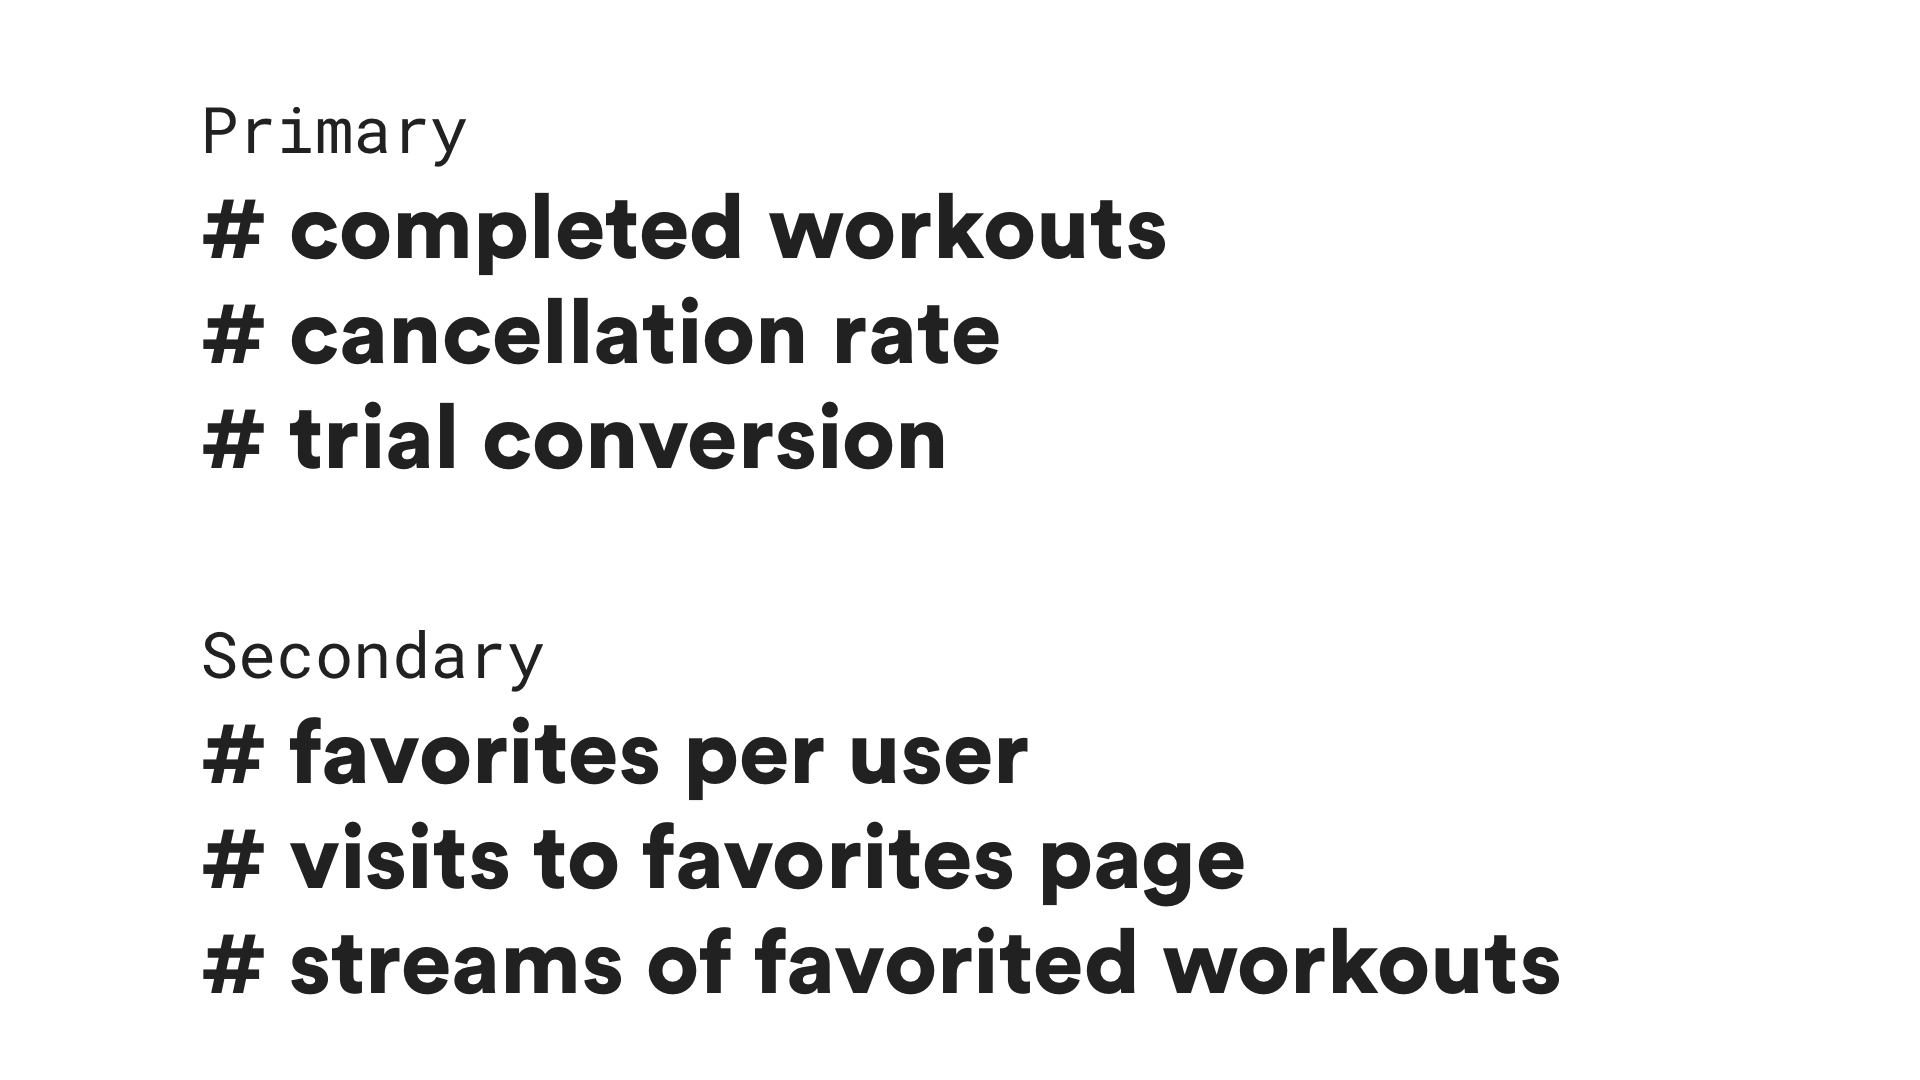 Primary
# completed workouts
# cancellation rate
# trial conversion
Secondary
# favorites per user
# visits to favorites page
# streams of favorited workouts